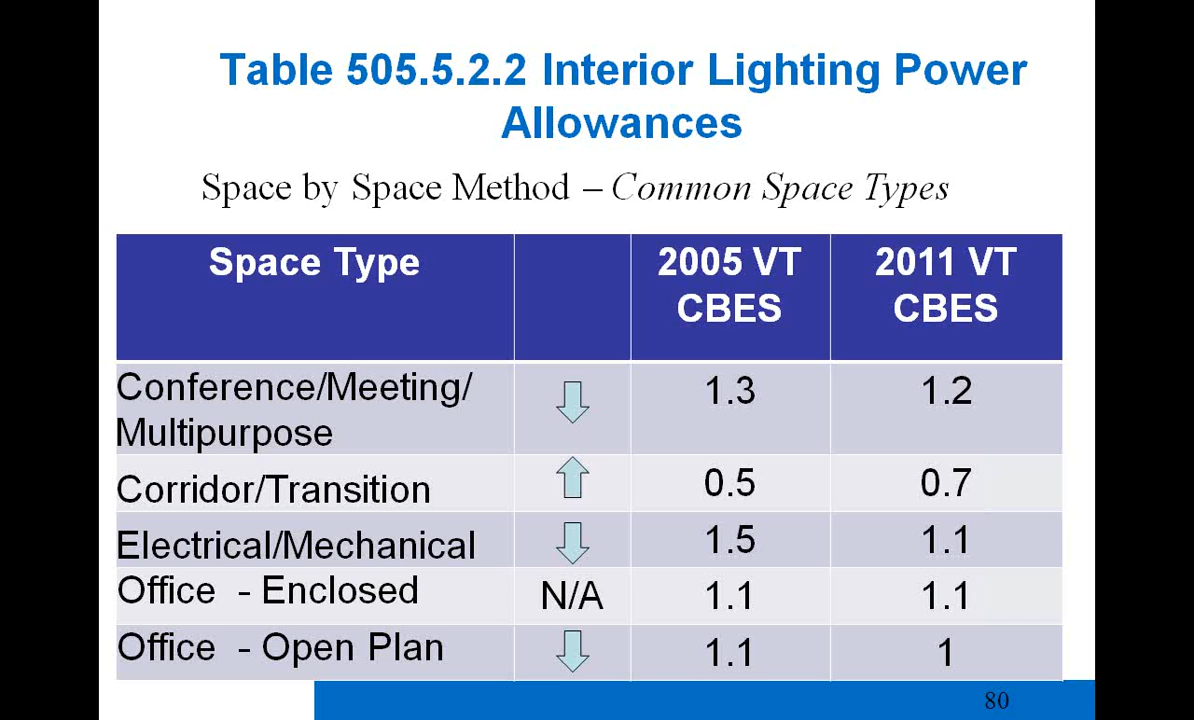 Table 505.5.2.2 Interior Lighting Power
Allowances
Space by Space Method – Common Space Types
Space Type 2005 VT CBES 2011 VT CBES
Conference/Meeting/
Multipurpose 1.3 1.2
Corridor/Transition 0.5 0.7
Electrical/Mechanical 1.5 1.1
Office - Enclosed N/A 1.1 1.1
Office - Open Plan 1.1 1
80